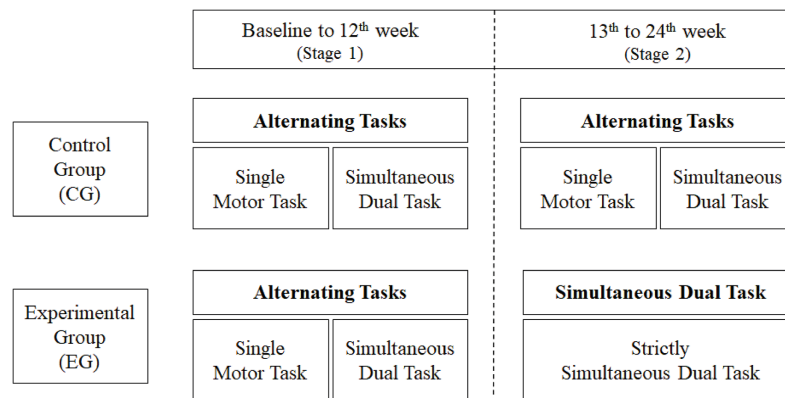 Baseline to 12th week
(Stage 1)
13th to 24th week
(Stage 2)
Control
Group
(CG)
Alternating Tasks
Single
Motor Task
Simultaneous
Dual Task
Alternating Tasks
Single
Motor Task
Simultaneous
Dual Task
Experimental
Group
(EG)
Alternating Tasks
Single
Motor Task
Simultaneous
Dual Task
Simultaneous Dual Task
Strictly
Simultaneous Dual Task